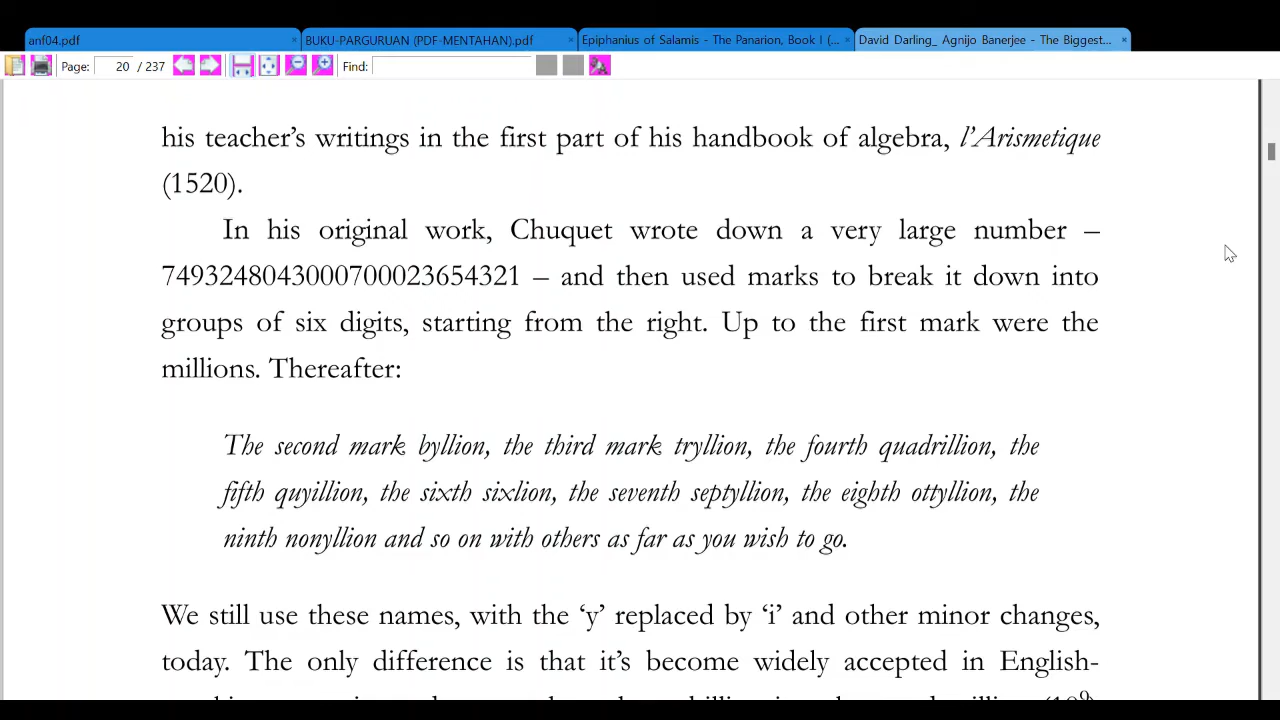 anf04.pdf
BUKU-PARGURUAN (PDF-MENTAHAN).pdf
Epiphanius of Salamis - The Panarion, Book I (...
David Darling_ Agnijo Banerjee - The Biggest...
Page: 20 / 237 Find:
his teacher’s writings in the first part of his handbook of algebra, l’Arismetique
(1520).
In his original work, Chuquet wrote down a very large number –
7493248043000700023654321 – and then used marks to break it down into
groups of six digits, starting from the right. Up to the first mark were the
millions. Thereafter:
The second mark byllion, the third mark tryllion, the fourth quadrillion, the
fifth quyillion, the sixth sixlion, the seventh septyllion, the eighth ottyllion, the
ninth nonyllion and so on with others as far as you wish to go.
We still use these names, with the ‘y’ replaced by ‘i’ and other minor changes,
today. The only difference is that it’s become widely accepted in English-